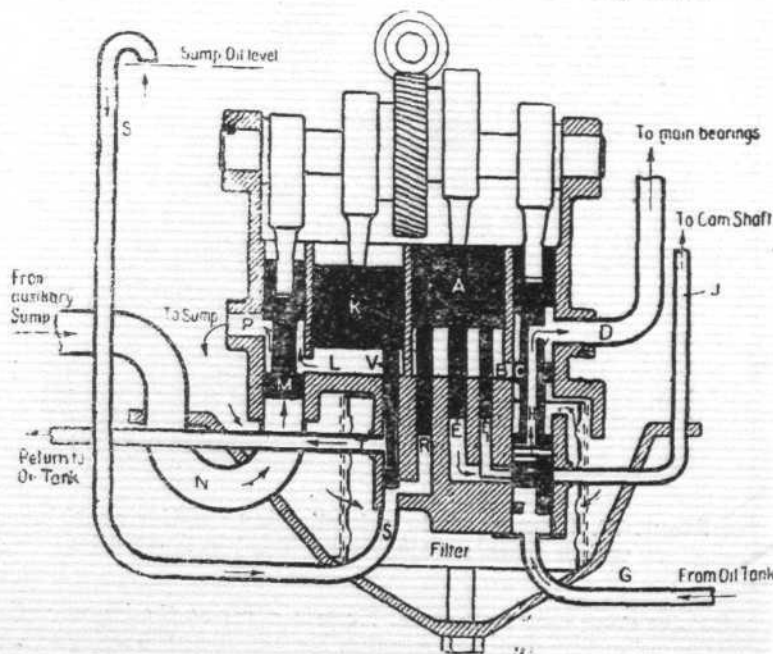 Sump Oil level
S
To main bearings
To Cam Shaft
From
auxiliary
Sump
To Sump
P
K
A
J
D
L
V
E
C
M
R
E
F
Return to
Oil Tank
N
S
Filter
G
From Oil Tank